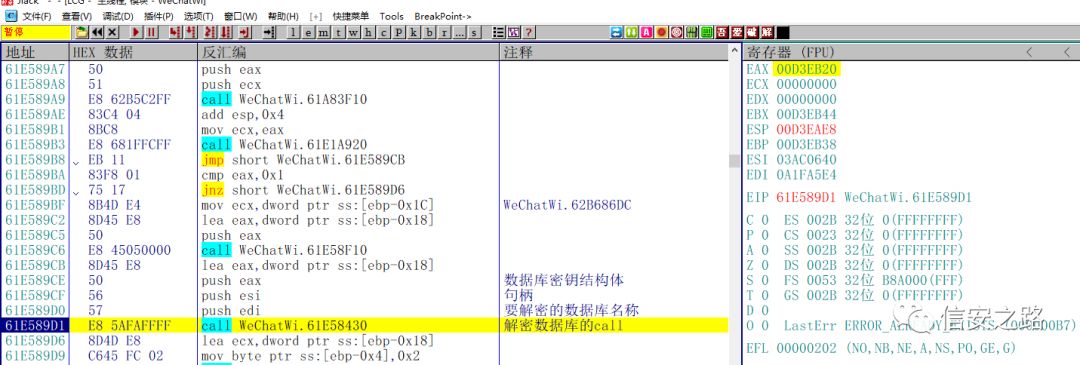 Jlack - - [LCG - 主线程, 模块 - WeChatWi]
文件(F) 查看(V) 调试(D) 插件(P) 选项(T) 窗口(W) 帮助(H) [+] 快捷菜单 Tools BreakPoint->
暂停 l e m t w h c P k b r ... s 吾 爱 破 解
地址 HEX 数据 反汇编 注释 寄存器 (FPU) < <
61E589A7 50 push eax
61E589A8 51 push ecx
61E589A9 E8 62B5C2FF call WeChatWi.61A83F10
61E589AE 83C4 04 add esp,0x4
61E589B1 8BC8 mov ecx,eax
61E589B3 E8 681FFCFF call WeChatWi.61E1A920
61E589B8 EB 11 jmp short WeChatWi.61E589CB
61E589BA 83F8 01 cmp eax,0x1
61E589BD 75 17 jnz short WeChatWi.61E589D6
61E589BF 8B4D E4 mov ecx,dword ptr ss:[ebp-0x1C] WeChatWi.62B686DC
61E589C2 8D45 E8 lea eax,dword ptr ss:[ebp-0x18]
61E589C5 50 push eax
61E589C6 E8 45050000 call WeChatWi.61E58F10
61E589CB 8D45 E8 lea eax,dword ptr ss:[ebp-0x18]
61E589CE 50 push eax 数据库密钥结构体
61E589CF 56 push esi 句柄
61E589D0 57 push edi 要解密的数据库名称
61E589D1 E8 5AFAFFFF call WeChatWi.61E58430 解密数据库的call
61E589D6 8D4D E8 lea ecx,dword ptr ss:[ebp-0x18]
61E589D9 C645 FC 02 mov byte ptr ss:[ebp-0x4],0x2
EAX 00D3EB20
ECX 00000000
EDX 00000000
EBX 00D3EB44
ESP 00D3EAE8
EBP 00D3EB38
ESI 03AC0640
EDI 0A1FA5E4
EIP 61E589D1 WeChatWi.61E589D1
C 0 ES 002B 32位 0(FFFFFFFF)
P 0 CS 0023 32位 0(FFFFFFFF)
A 0 SS 002B 32位 0(FFFFFFFF)
Z 0 DS 002B 32位 0(FFFFFFFF)
S 0 FS 0053 32位 B8A000(FFF)
T 0 GS 002B 32位 0(FFFFFFFF)
D 0
O 0 LastErr
EFL 00000202 (NO,NB,NE,A,NS,PO,GE,G)
信安之路